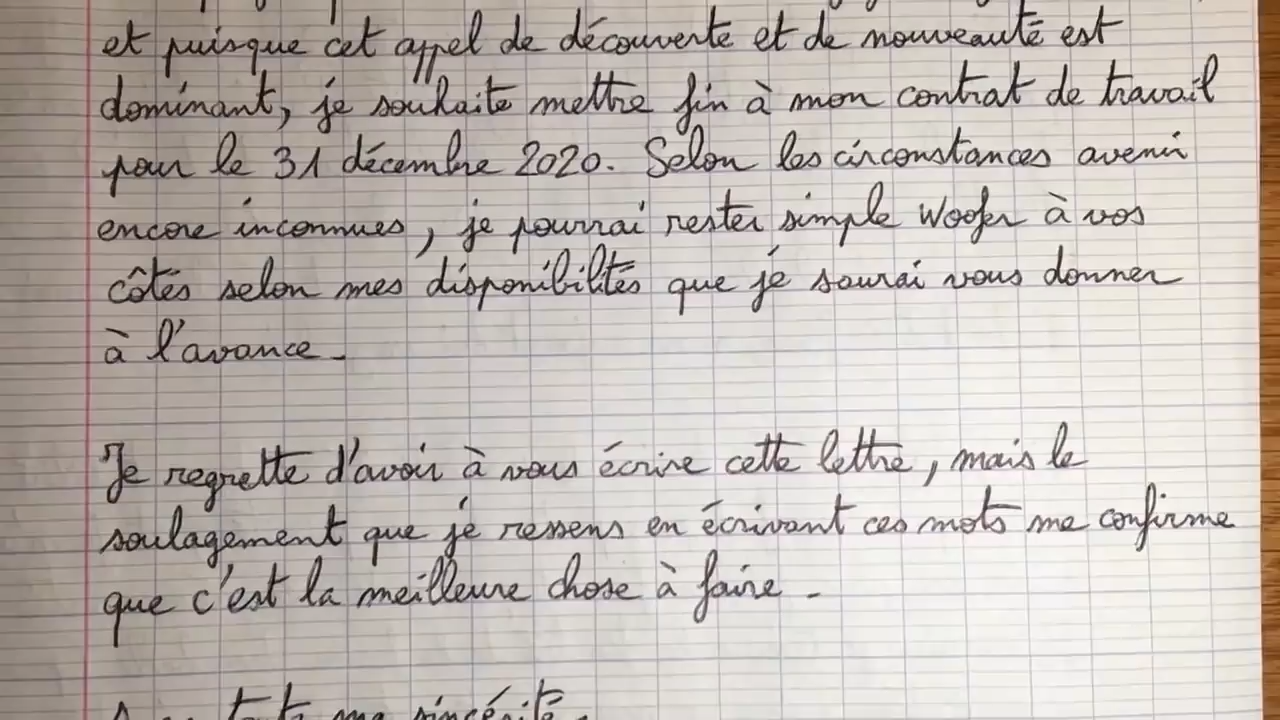 et puisque cet appel de découverte et de nouveauté est
dominant, je souhaite mettre fin à mon contrat de travail
pour le 31 décembre 2020. Selon les circonstances avenir
encore inconnues, je pourrai rester simple Woofer à vos
côtés selon mes disponibilités que je saurai vous donner
à l'avance.
Je regrette d'avoir à vous écrire cette lettre, mais le
soulagement que je ressens en écrivant ces mots me confirme
que c'est la meilleure chose à faire.
ma sincérité